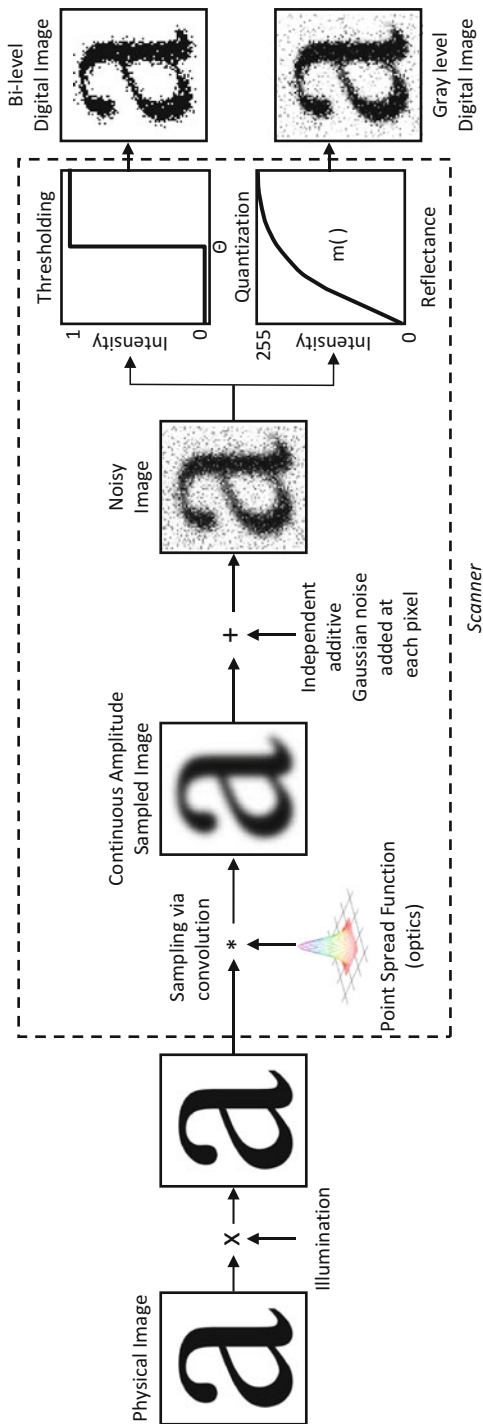 Physical Image
a
X
Illumination
a
Sampling via
convolution
*
Point Spread Function
(optics)
Continuous Amplitude
Sampled Image
a
+
Independent
additive
Gaussian noise
added at
each pixel
Noisy
Image
a
Thresholding
1
Intensity
0
Θ
Quantization
255
Intensity
m( )
0
Reflectance
Scanner
Bi-level
Digital Image
a
a
Gray level
Digital Image